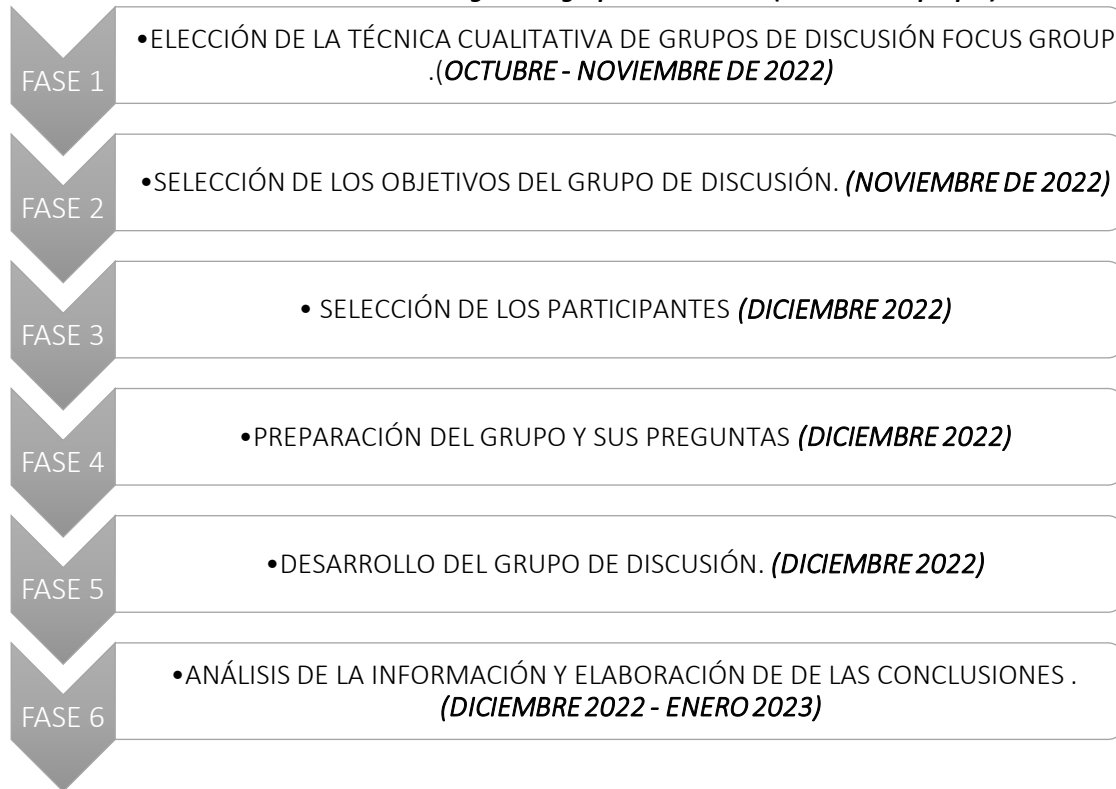 FASE 1
•ELECCIÓN DE LA TÉCNICA CUALITATIVA DE GRUPOS DE DISCUSIÓN FOCUS GROUP
.(OCTUBRE - NOVIEMBRE DE 2022)
FASE 2
•SELECCIÓN DE LOS OBJETIVOS DEL GRUPO DE DISCUSIÓN. (NOVIEMBRE DE 2022)
FASE 3
• SELECCIÓN DE LOS PARTICIPANTES (DICIEMBRE 2022)
FASE 4
•PREPARACIÓN DEL GRUPO Y SUS PREGUNTAS (DICIEMBRE 2022)
FASE 5
•DESARROLLO DEL GRUPO DE DISCUSIÓN. (DICIEMBRE 2022)
FASE 6
•ANÁLISIS DE LA INFORMACIÓN Y ELABORACIÓN DE DE LAS CONCLUSIONES .
(DICIEMBRE 2022 - ENERO 2023)